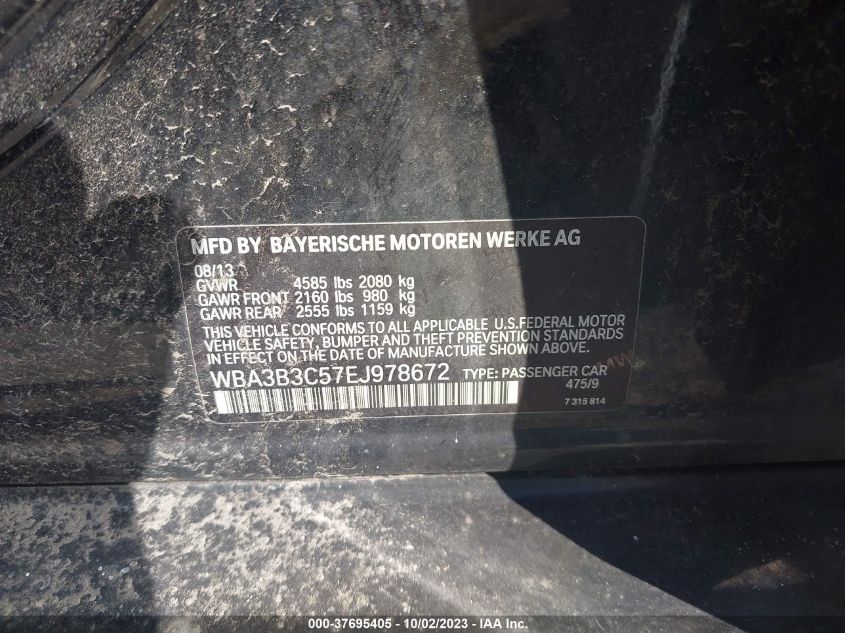 MFD BY BAYERISCHE MOTOREN WERKE AG
08/13
GVWR 4585 lbs 2080 kg
GAWR FRONT 2160 lbs 980 kg
GAWR REAR 2555 lbs 1159 kg
THIS VEHICLE CONFORMS TO ALL APPLICABLE U.S.FEDERAL MOTOR
VEHICLE SAFETY, BUMPER AND THEFT PREVENTION STANDARDS
IN EFFECT ON THE DATE OF MANUFACTURE SHOWN ABOVE.
WBA3B3C57EJ978672 TYPE: PASSENGER CAR
475/9
7 315 814
000-37695405 - 10/02/2023 - IAA Inc.